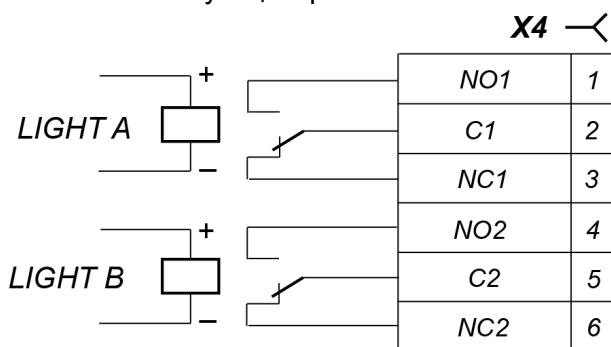 X4
+ NO1 1
LIGHT A C1 2
– NC1 3
+ NO2 4
LIGHT B C2 5
– NC2 6